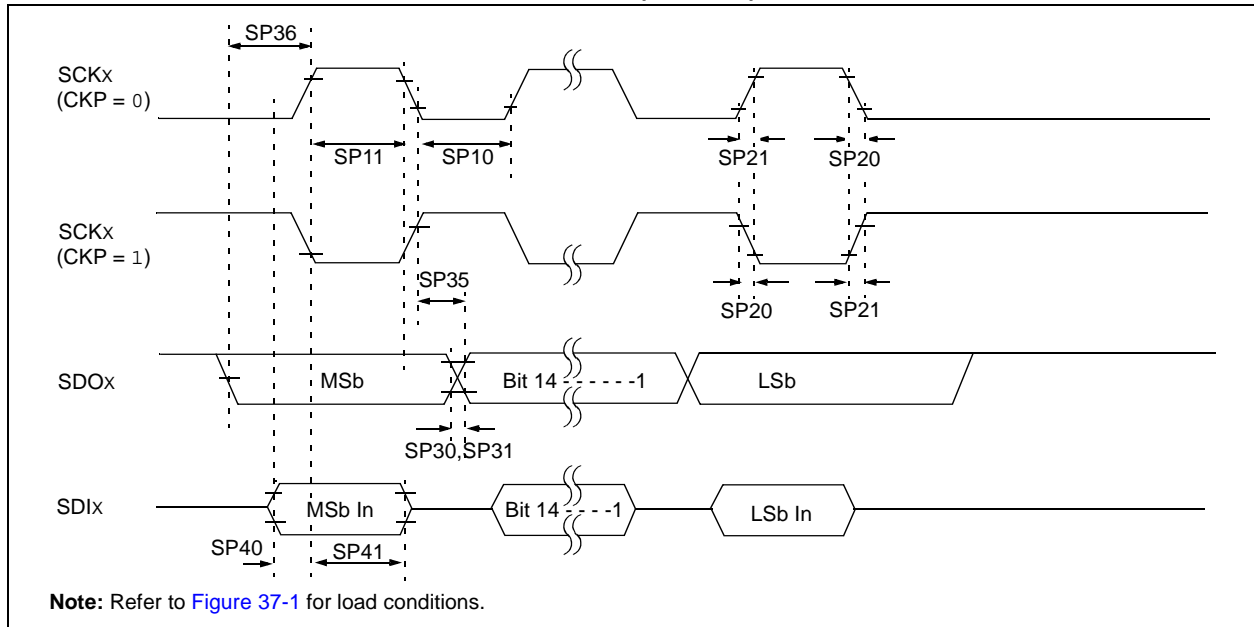 SP36
SCKx
(CKP = 0)
SP11
SP10
SP21
SP20
SCKx
(CKP = 1)
SP35
SP20
SP21
SDOx
MSb
Bit 14 - - - - - -1
LSb
SP30,SP31
SDIx
MSb In
Bit 14 - - - - -1
LSb In
SP40
SP41
Note: Refer to Figure 37-1 for load conditions.